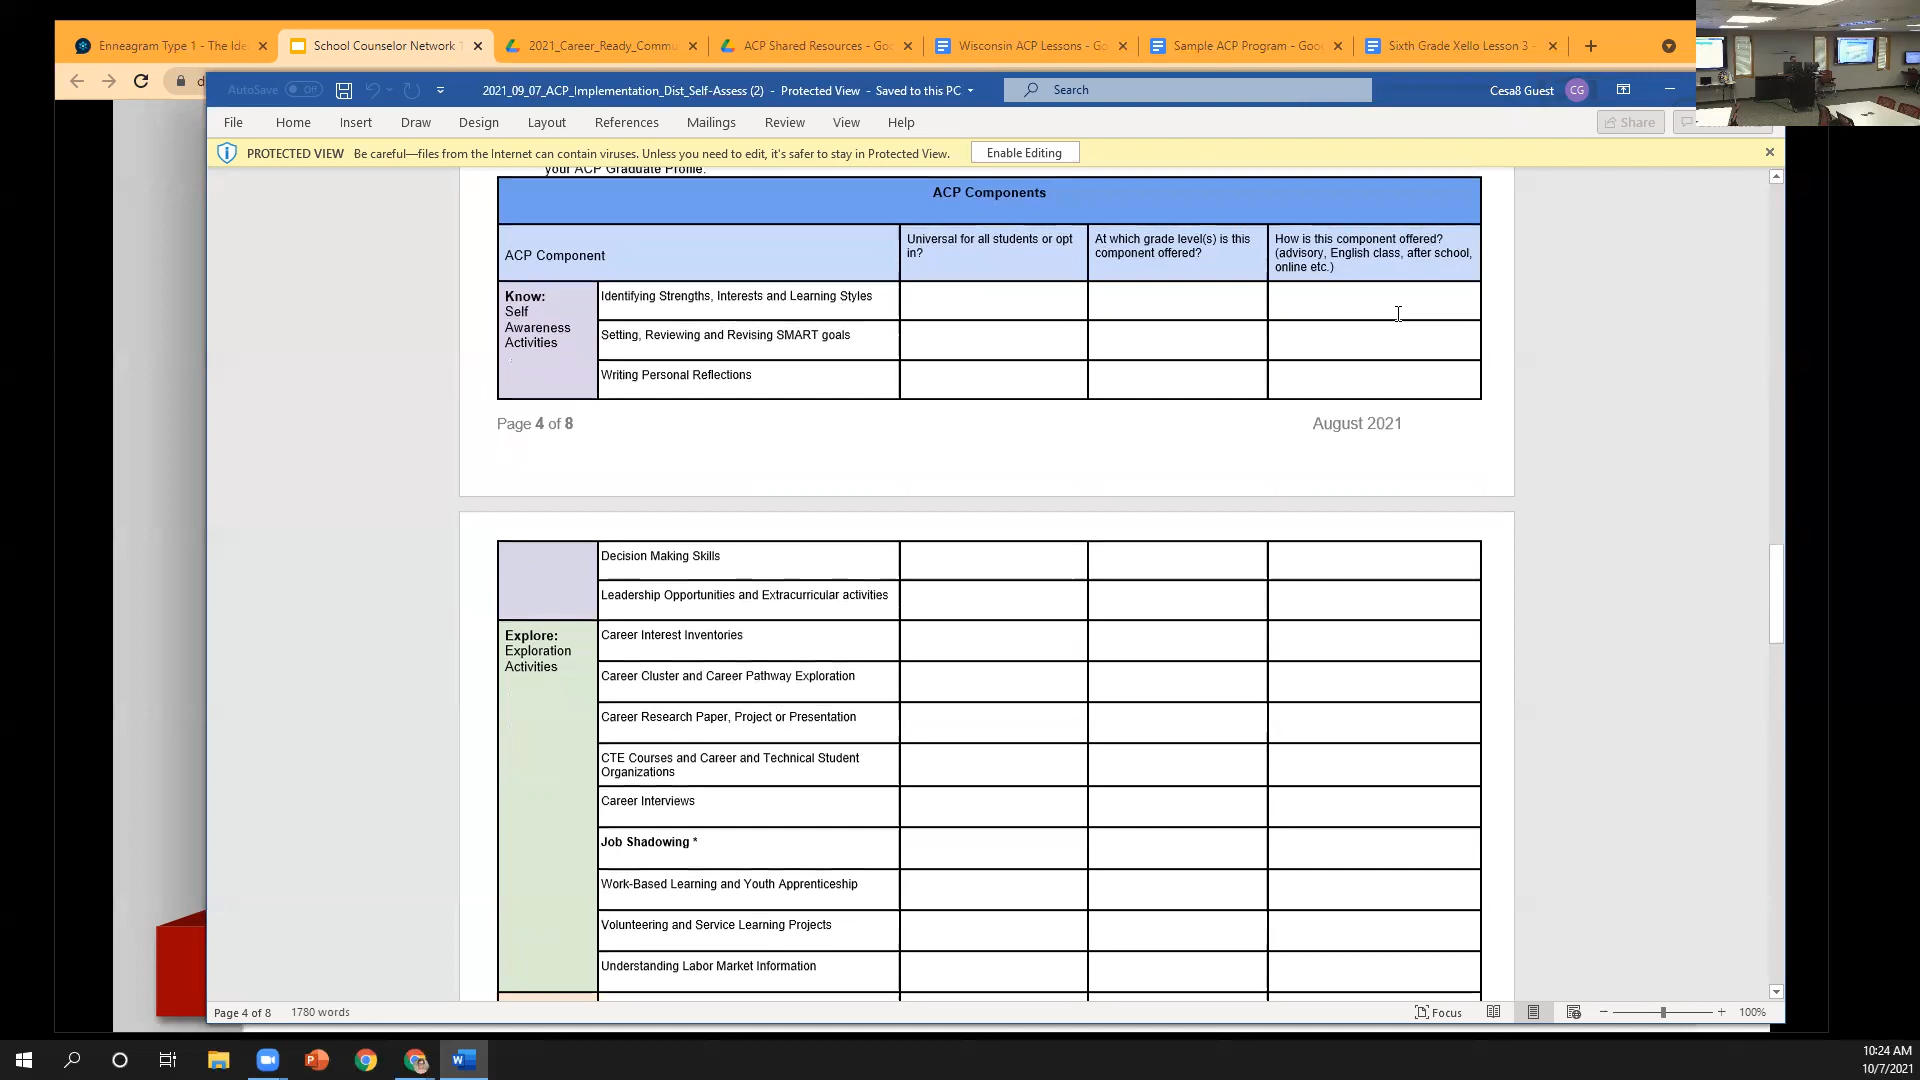 Enneagram Type 1 - The Ide
School Counselor Network T
2021_Career_Ready_Commu
ACP Shared Resources - Goo
Wisconsin ACP Lessons - Go
Sample ACP Program - Goo
Sixth Grade Xello Lesson 3 -
d
AutoSave Off
2021_09_07_ACP_Implementation_Dist_Self-Assess (2) - Protected View - Saved to this PC
Search
Cesa8 Guest CG
File Home Insert Draw Design Layout References Mailings Review View Help
Share
PROTECTED VIEW Be careful—files from the Internet can contain viruses. Unless you need to edit, it's safer to stay in Protected View.
Enable Editing
your ACP Graduate Profile.
ACP Components
ACP Component
Universal for all students or opt
in?
At which grade level(s) is this
component offered?
How is this component offered?
(advisory, English class, after school,
online etc.)
Know:
Self
Awareness
Activities
Identifying Strengths, Interests and Learning Styles
Setting, Reviewing and Revising SMART goals
Writing Personal Reflections
Page 4 of 8
August 2021
Decision Making Skills
Leadership Opportunities and Extracurricular activities
Explore:
Exploration
Activities
Career Interest Inventories
Career Cluster and Career Pathway Exploration
Career Research Paper, Project or Presentation
CTE Courses and Career and Technical Student
Organizations
Career Interviews
Job Shadowing *
Work-Based Learning and Youth Apprenticeship
Volunteering and Service Learning Projects
Understanding Labor Market Information
Page 4 of 8 1780 words
Focus
100%
10:24 AM
10/7/2021